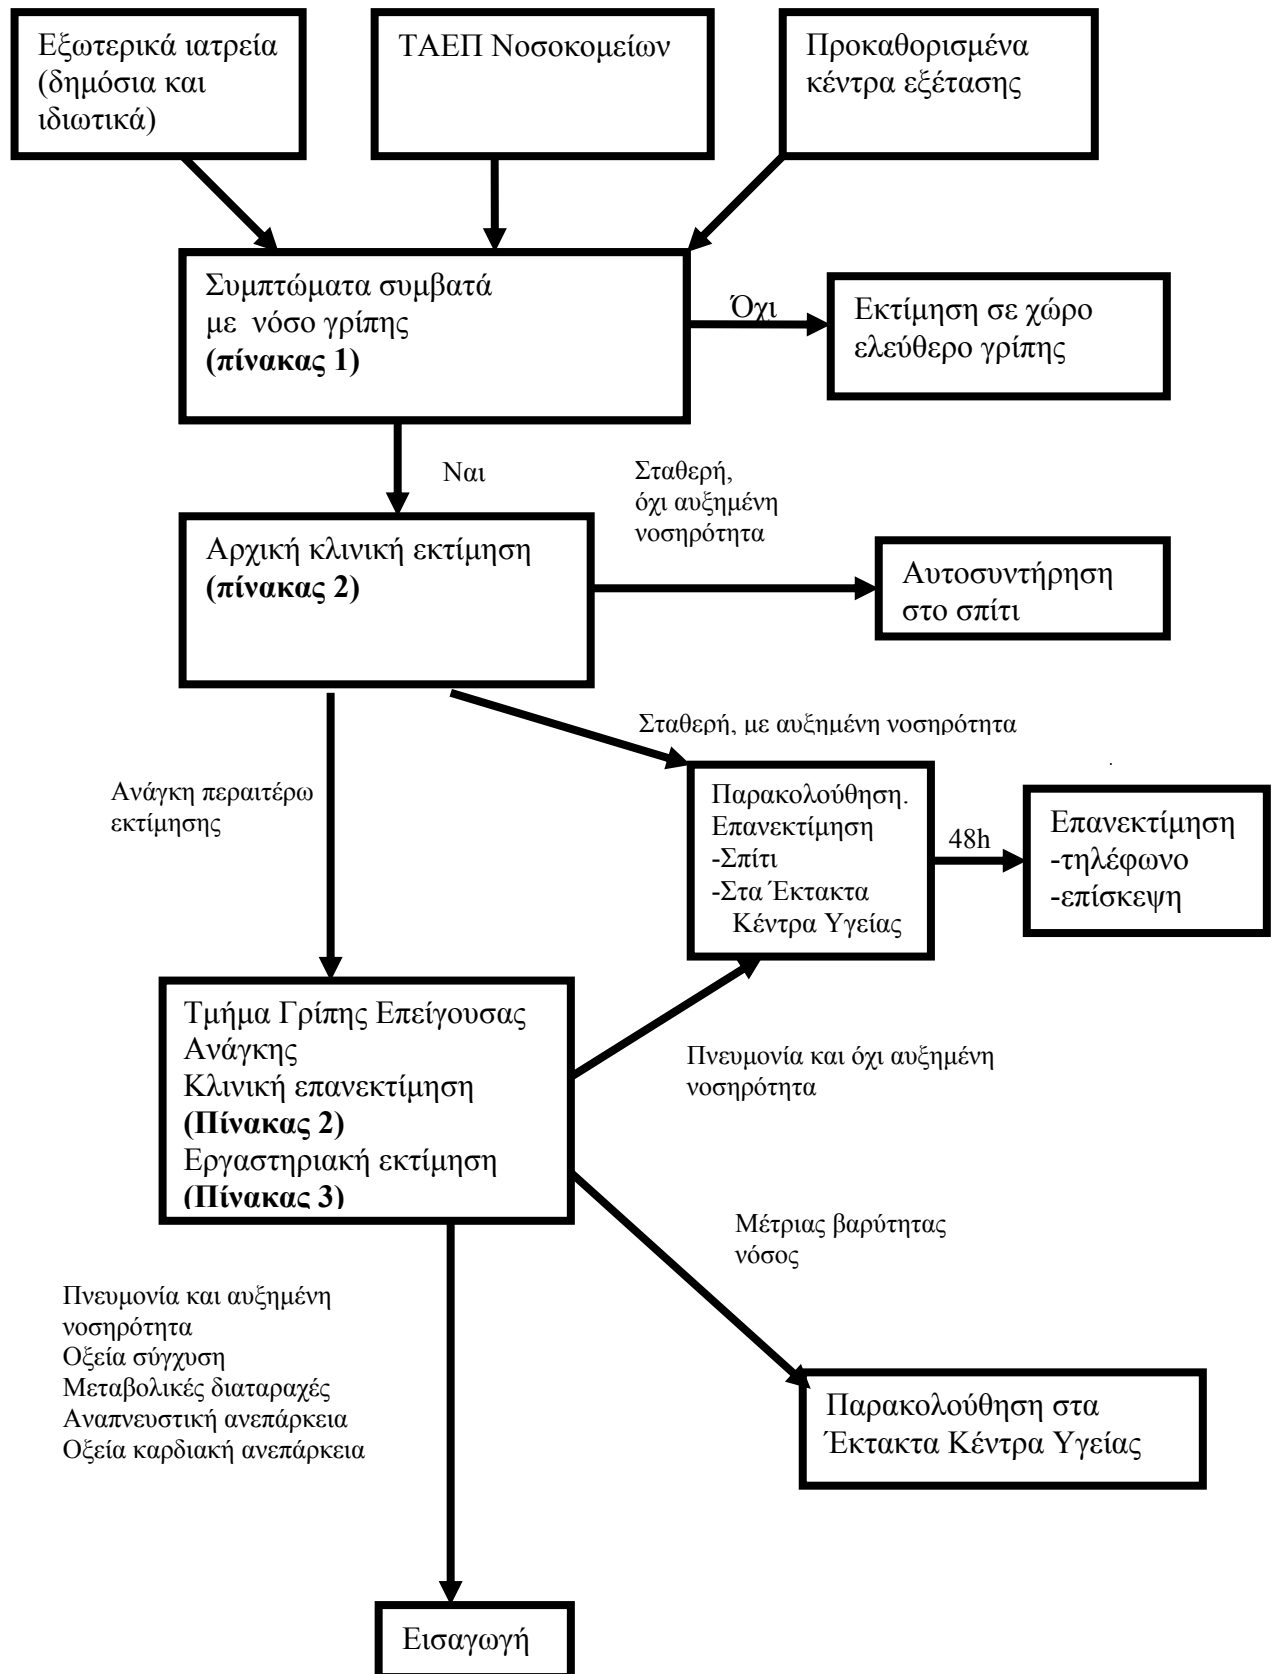 Εξωτερικά ιατρεία
(δημόσια και
ιδιωτικά)
ΤΑΕΠ Νοσοκομείων
Προκαθορισμένα
κέντρα εξέτασης
Συμπτώματα συμβατά
με νόσο γρίπης
(πίνακας 1)
Όχι
Εκτίμηση σε χώρο
ελεύθερο γρίπης
Ναι
Σταθερή,
όχι αυξημένη
νοσηρότητα
Αρχική κλινική εκτίμηση
(πίνακας 2)
Αυτοσυντήρηση
στο σπίτι
Σταθερή, με αυξημένη νοσηρότητα
Ανάγκη περαιτέρω
εκτίμησης
Παρακολούθηση.
Επανεκτίμηση
-Σπίτι
-Στα Έκτακτα
Κέντρα Υγείας
48h
Επανεκτίμηση
-τηλέφωνο
-επίσκεψη
Τμήμα Γρίπης Επείγουσας
Ανάγκης
Κλινική επανεκτίμηση
(Πίνακας 2)
Εργαστηριακή εκτίμηση
(Πίνακας 3)
Πνευμονία και όχι αυξημένη
νοσηρότητα
Μέτριας βαρύτητας
νόσος
Πνευμονία και αυξημένη
νοσηρότητα
Οξεία σύγχυση
Μεταβολικές διαταραχές
Αναπνευστική ανεπάρκεια
Οξεία καρδιακή ανεπάρκεια
Παρακολούθηση στα
Έκτακτα Κέντρα Υγείας
Εισαγωγή